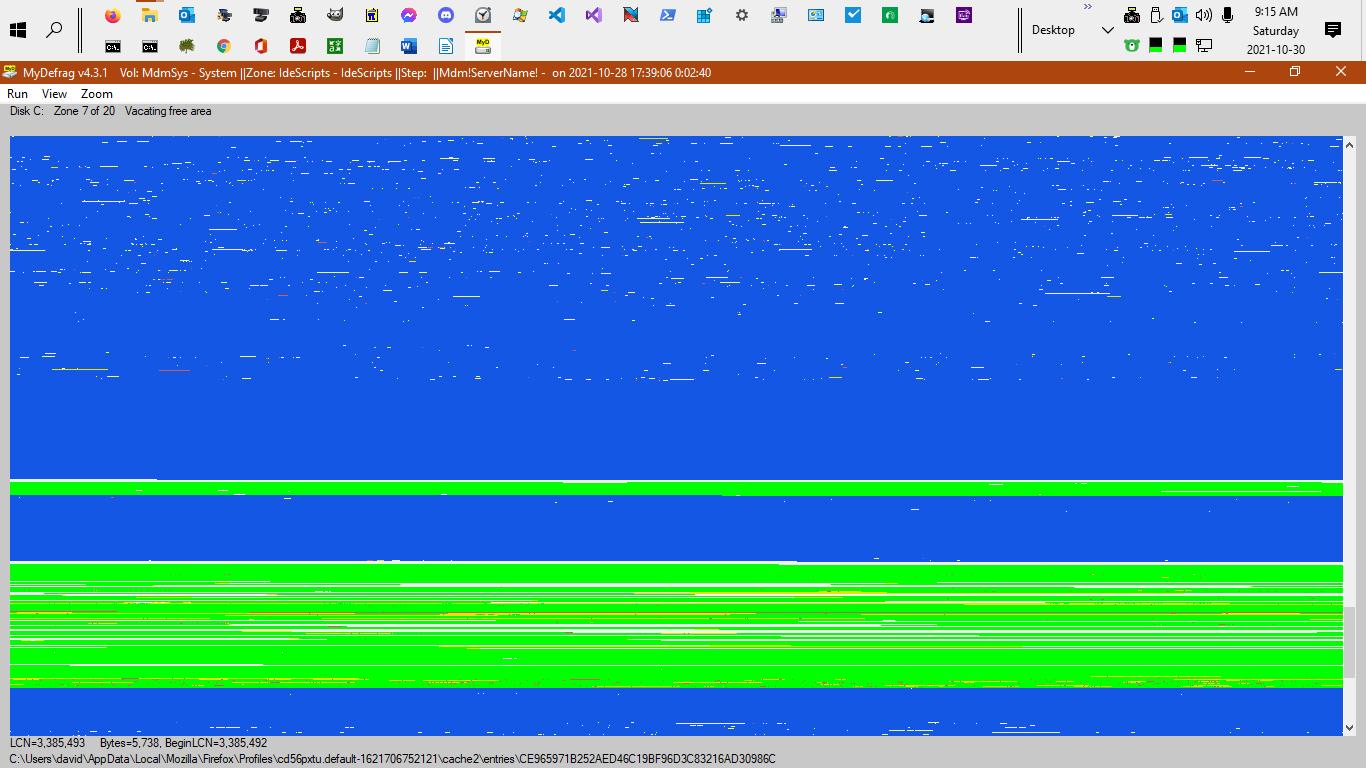 9:15 AM
Desktop
Saturday
2021-10-30
MyDefrag v4.3.1 Vol: MdmSys - System ||Zone: IdeScripts - IdeScripts ||Step: ||Mdm!ServerName! - on 2021-10-28 17:39:06 0:02:40
Run View Zoom
Disk C: Zone 7 of 20 Vacating free area
LCN=3,385,493 Bytes=5,738, BeginLCN=3,385,492
C:\Users\david\AppData\Local\Mozilla\Firefox\Profiles\cd56pxtu.default-1621706752121\cache2\entries\CE965971B252AED46C19BF96D3C83216AD30986C